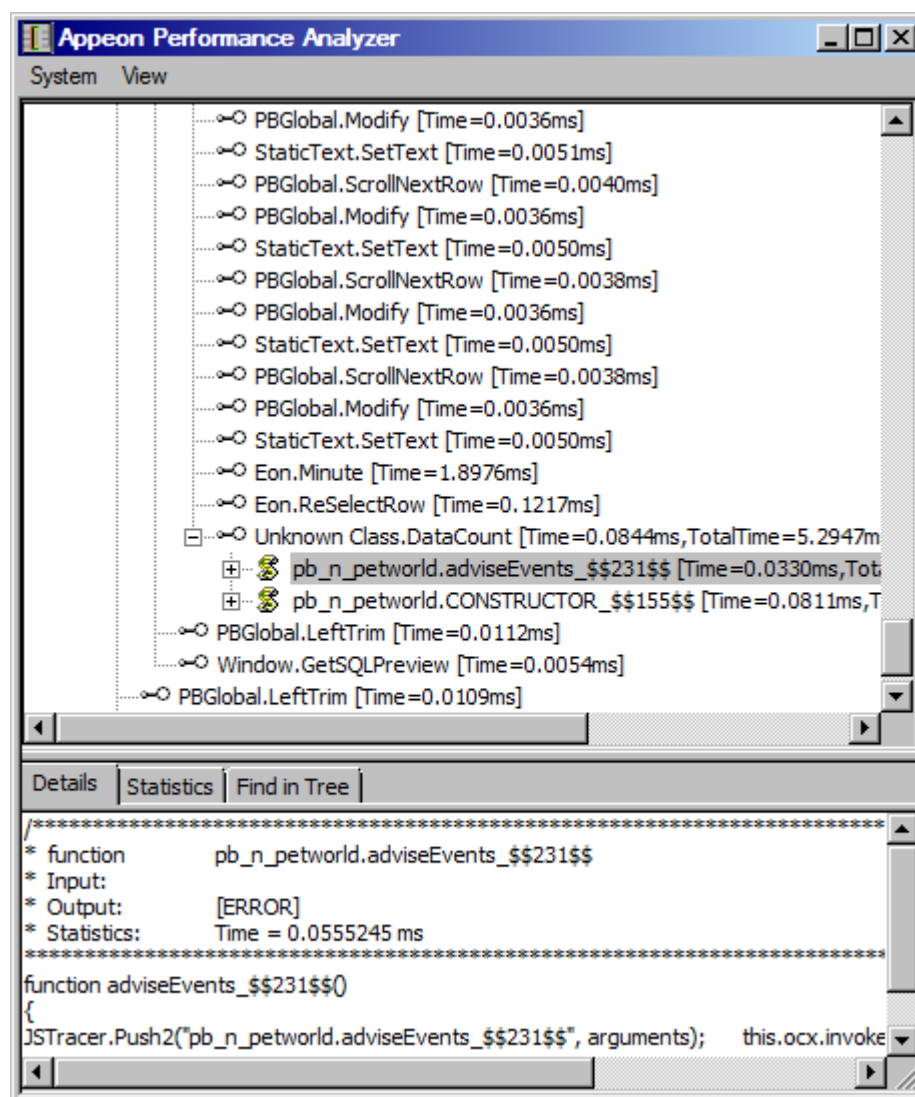 Appeon Performance Analyzer
System View
PBGlobal.Modify [Time=0.0036ms]
StaticText.SetText [Time=0.0051ms]
PBGlobal.ScrollNextRow [Time=0.0040ms]
PBGlobal.Modify [Time=0.0036ms]
StaticText.SetText [Time=0.0050ms]
PBGlobal.ScrollNextRow [Time=0.0038ms]
PBGlobal.Modify [Time=0.0036ms]
StaticText.SetText [Time=0.0050ms]
PBGlobal.ScrollNextRow [Time=0.0038ms]
PBGlobal.Modify [Time=0.0036ms]
StaticText.SetText [Time=0.0050ms]
Eon.Minute [Time=1.8976ms]
Eon.ReSelectRow [Time=0.1217ms]
Unknown Class.DataCount [Time=0.0844ms,TotalTime=5.2947m
pb_n_petworld.adviseEvents_$$231$$ [Time=0.0330ms,Tota
pb_n_petworld.CONSTRUCTOR_$$155$$ [Time=0.0811ms,T
PBGlobal.LeftTrim [Time=0.0112ms]
Window.GetSQLPreview [Time=0.0054ms]
PBGlobal.LeftTrim [Time=0.0109ms]
Details Statistics Find in Tree
/***********************************************************************
* function pb_n_petworld.adviseEvents_$$231$$
* Input:
* Output: [ERROR]
* Statistics: Time = 0.0555245 ms
************************************************************************
function adviseEvents_$$231$$()
{
JSTracer.Push2("pb_n_petworld.adviseEvents_$$231$$", arguments); this.ocx.invoke